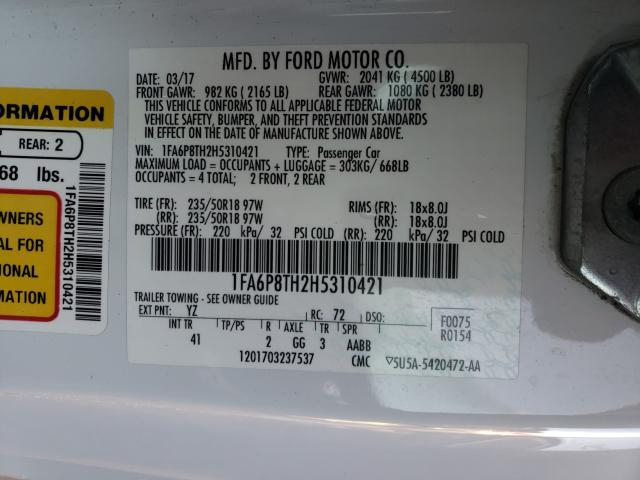 MFD. BY FORD MOTOR CO.
DATE: 03/17 GVWR: 2041 KG ( 4500 LB)
FRONT GAWR: 982 KG ( 2165 LB) REAR GAWR: 1080 KG ( 2380 LB)
THIS VEHICLE CONFORMS TO ALL APPLICABLE FEDERAL MOTOR
VEHICLE SAFETY, BUMPER, AND THEFT PREVENTION STANDARDS
IN EFFECT ON THE DATE OF MANUFACTURE SHOWN ABOVE.
VIN: 1FA6P8TH2H5310421 TYPE: Passenger Car
MAXIMUM LOAD = OCCUPANTS + LUGGAGE = 303KG/ 668LB
OCCUPANTS = 4 TOTAL; 2 FRONT, 2 REAR
TIRE (FR): 235/50R18 97W RIMS (FR): 18x8.0J
(RR): 235/50R18 97W (RR): 18x8.0J
PRESSURE (FR): 220 kPa/ 32 PSI COLD (RR): 220 kPa/ 32 PSI COLD
1FA6P8TH2H5310421
TRAILER TOWING - SEE OWNER GUIDE
EXT PNT: YZ RC: 72 DSO:
INT TR TP/PS R AXLE TR SPR
41 2 GG 3 AABB
F0075
R0154
1201703237537 CMC 5U5A-5420472-AA
FORMATION
REAR: 2
68 lbs.
1FA6P8TH2H5310421
OWNERS
AL FOR
IONAL
MATION